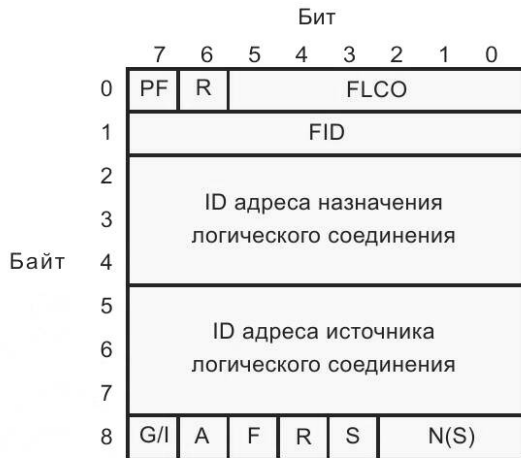 Бит
7 6 5 4 3 2 1 0
0 PF R FLCO
1 FID
2
ID адреса назначения
3
логического соединения
Байт 4
5
ID адреса источника
6
логического соединения
7
8 G/I A F R S N(S)